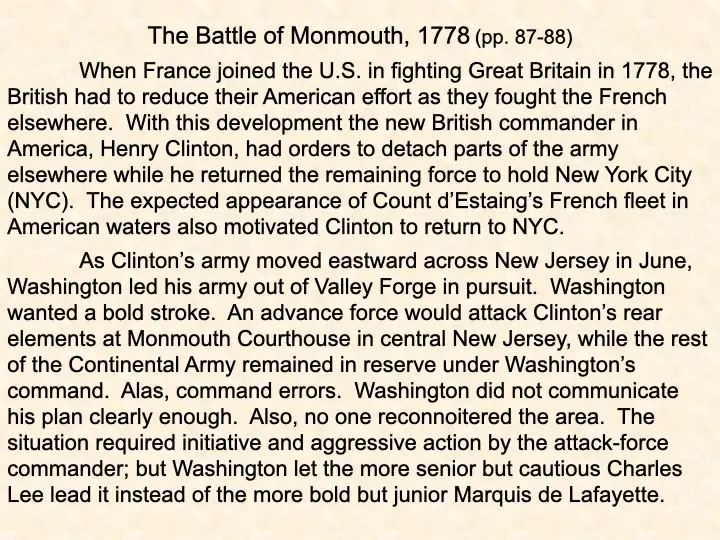 The Battle of Monmouth, 1778 (pp. 87-88)
When France joined the U.S. in fighting Great Britain in 1778, the
British had to reduce their American effort as they fought the French
elsewhere.  With this development the new British commander in
America, Henry Clinton, had orders to detach parts of the army
elsewhere while he returned the remaining force to hold New York City
(NYC).  The expected appearance of Count d’Estaing’s French fleet in
American waters also motivated Clinton to return to NYC.
As Clinton’s army moved eastward across New Jersey in June,
Washington led his army out of Valley Forge in pursuit.  Washington
wanted a bold stroke.  An advance force would attack Clinton’s rear
elements at Monmouth Courthouse in central New Jersey, while the rest
of the Continental Army remained in reserve under Washington’s
command.  Alas, command errors.  Washington did not communicate
his plan clearly enough.  Also, no one reconnoitered the area.  The
situation required initiative and aggressive action by the attack-force
commander; but Washington let the more senior but cautious Charles
Lee lead it instead of the more bold but junior Marquis de Lafayette.